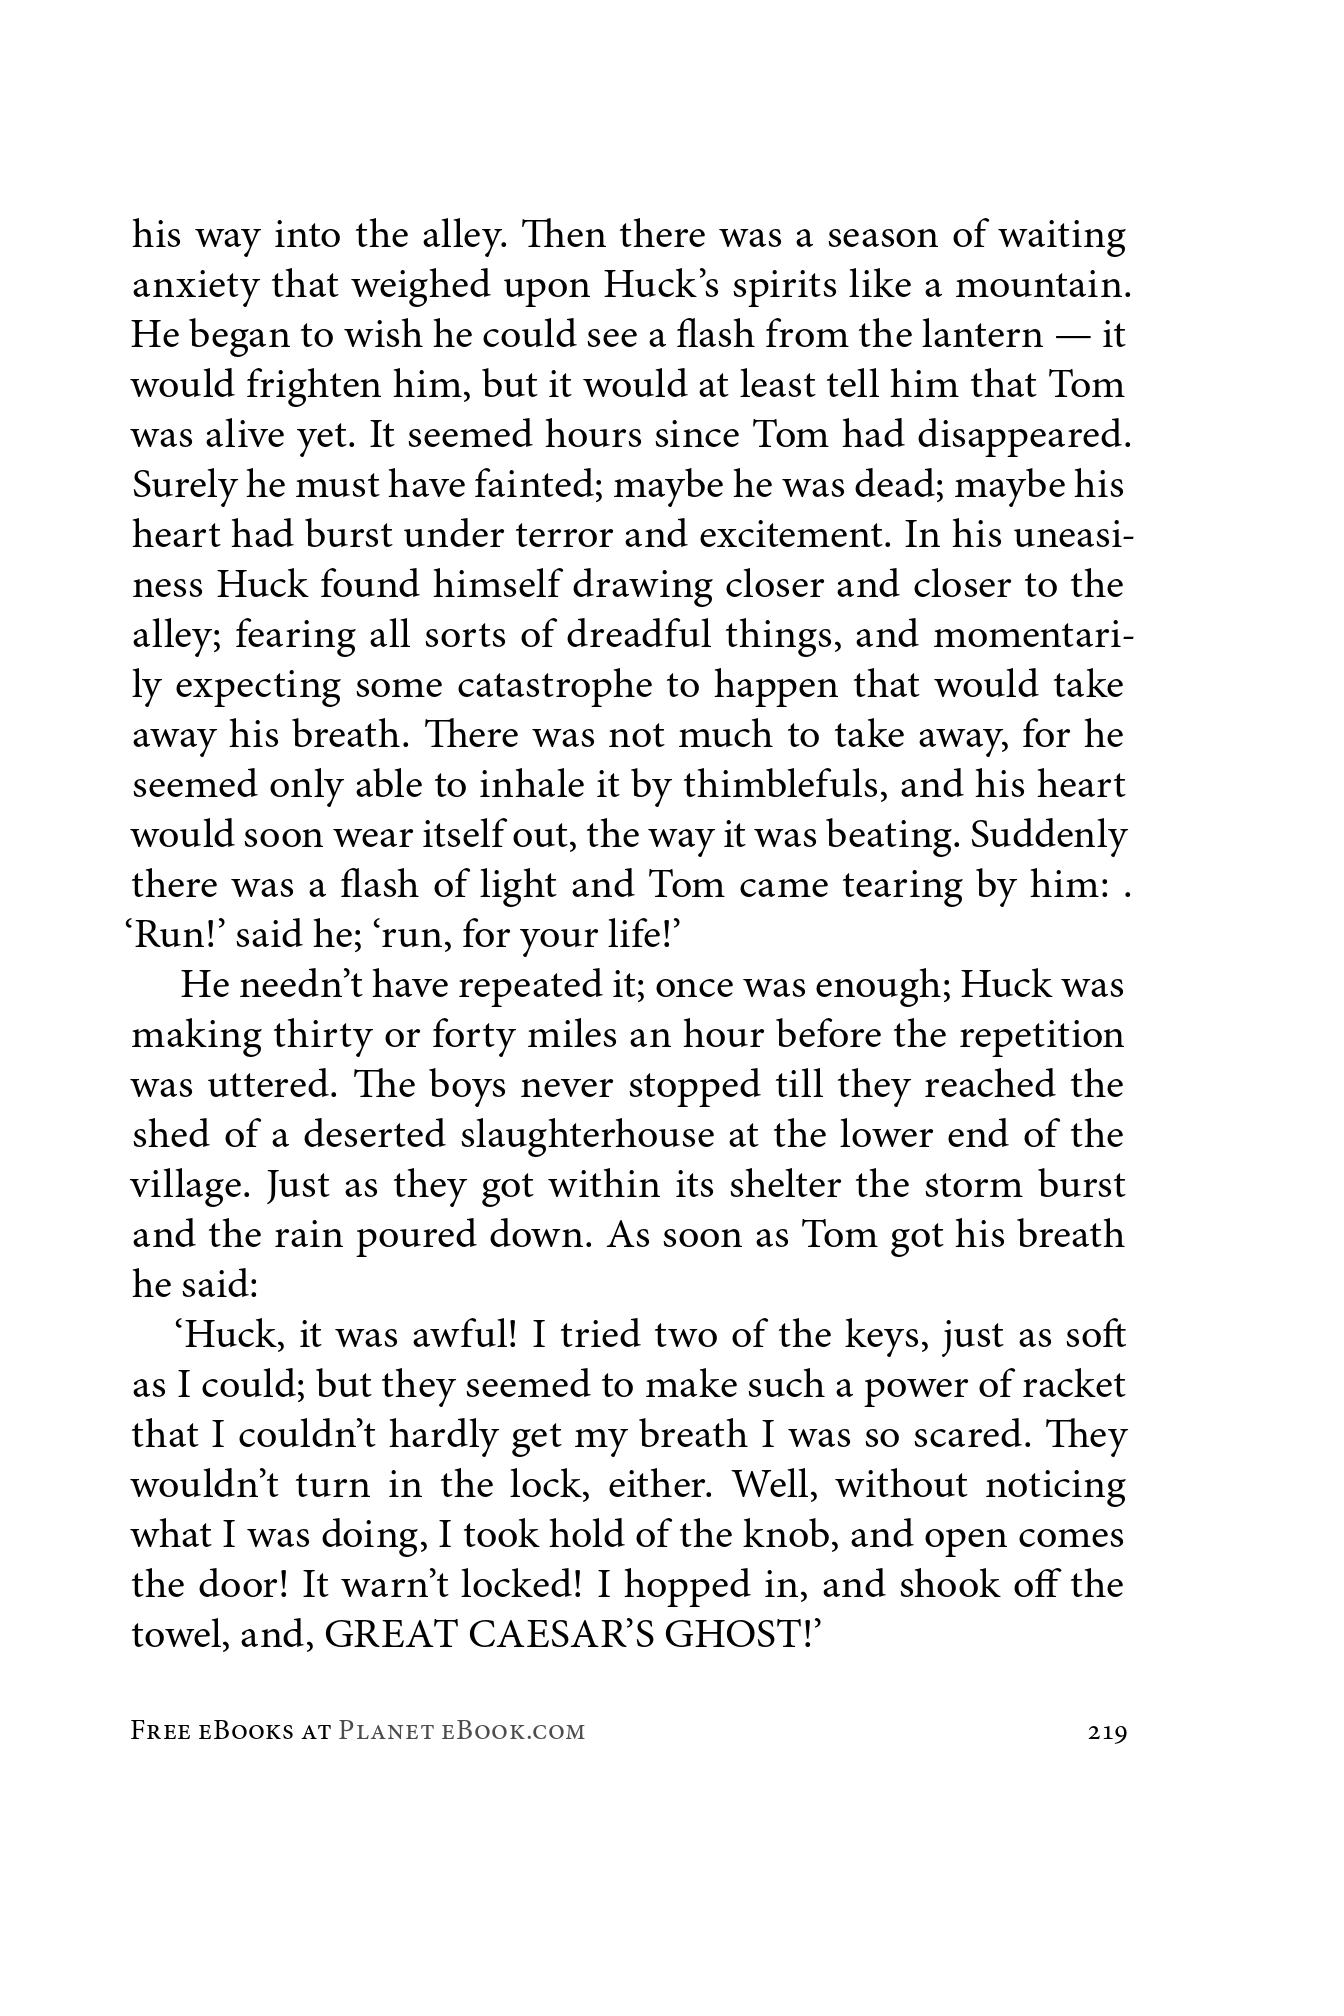 his way into the alley. Then there was a season of waiting
anxiety that weighed upon Huck’s spirits like a mountain.
He began to wish he could see a flash from the lantern — it
would frighten him, but it would at least tell him that Tom
was alive yet. It seemed hours since Tom had disappeared.
Surely he must have fainted; maybe he was dead; maybe his
heart had burst under terror and excitement. In his uneasi-
ness Huck found himself drawing closer and closer to the
alley; fearing all sorts of dreadful things, and momentari-
ly expecting some catastrophe to happen that would take
away his breath. There was not much to take away, for he
seemed only able to inhale it by thimblefuls, and his heart
would soon wear itself out, the way it was beating. Suddenly
there was a flash of light and Tom came tearing by him: .
‘Run!’ said he; ‘run, for your life!’
He needn’t have repeated it; once was enough; Huck was
making thirty or forty miles an hour before the repetition
was uttered. The boys never stopped till they reached the
shed of a deserted slaughterhouse at the lower end of the
village. Just as they got within its shelter the storm burst
and the rain poured down. As soon as Tom got his breath
he said:
‘Huck, it was awful! I tried two of the keys, just as soft
as I could; but they seemed to make such a power of racket
that I couldn’t hardly get my breath I was so scared. They
wouldn’t turn in the lock, either. Well, without noticing
what I was doing, I took hold of the knob, and open comes
the door! It warn’t locked! I hopped in, and shook off the
towel, and, GREAT CAESAR’S GHOST!’
Free eBooks at Planet eBook.com 219